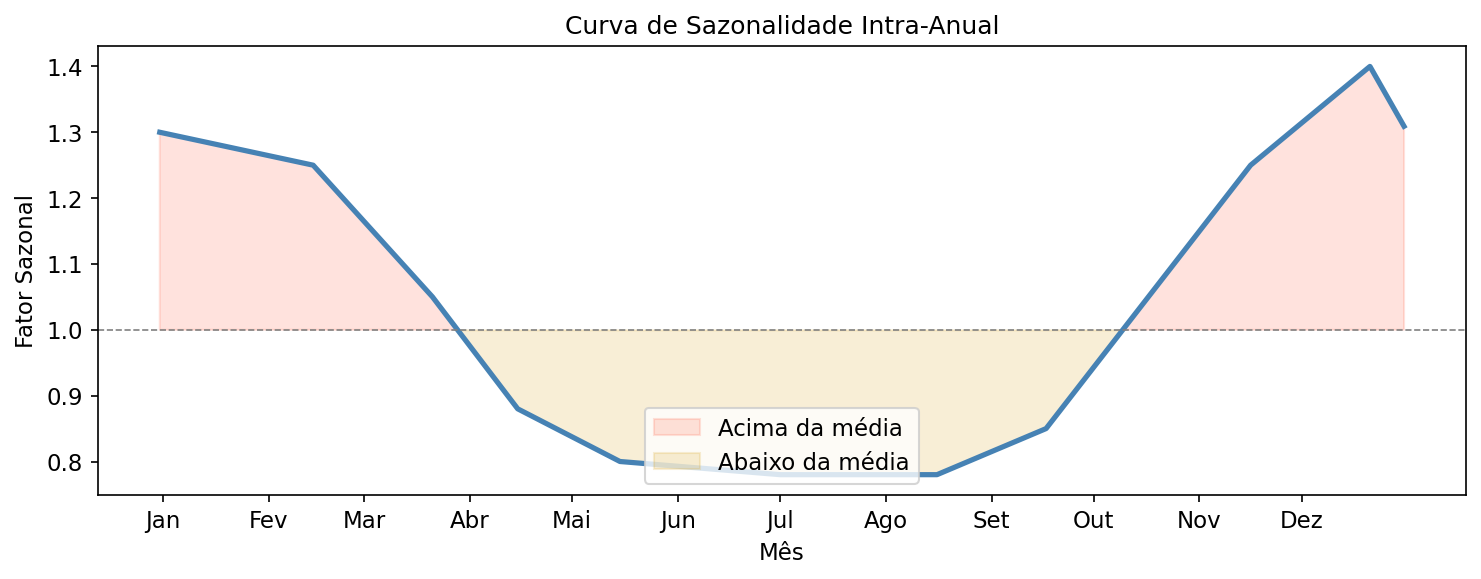 Curva de Sazonalidade Intra-Anual
Fator Sazonal
1.4
1.3
1.2
1.1
1.0
0.9
0.8
Acima da média
Abaixo da média
Jan Fev Mar Abr Mai Jun Jul Ago Set Out Nov Dez
Mês